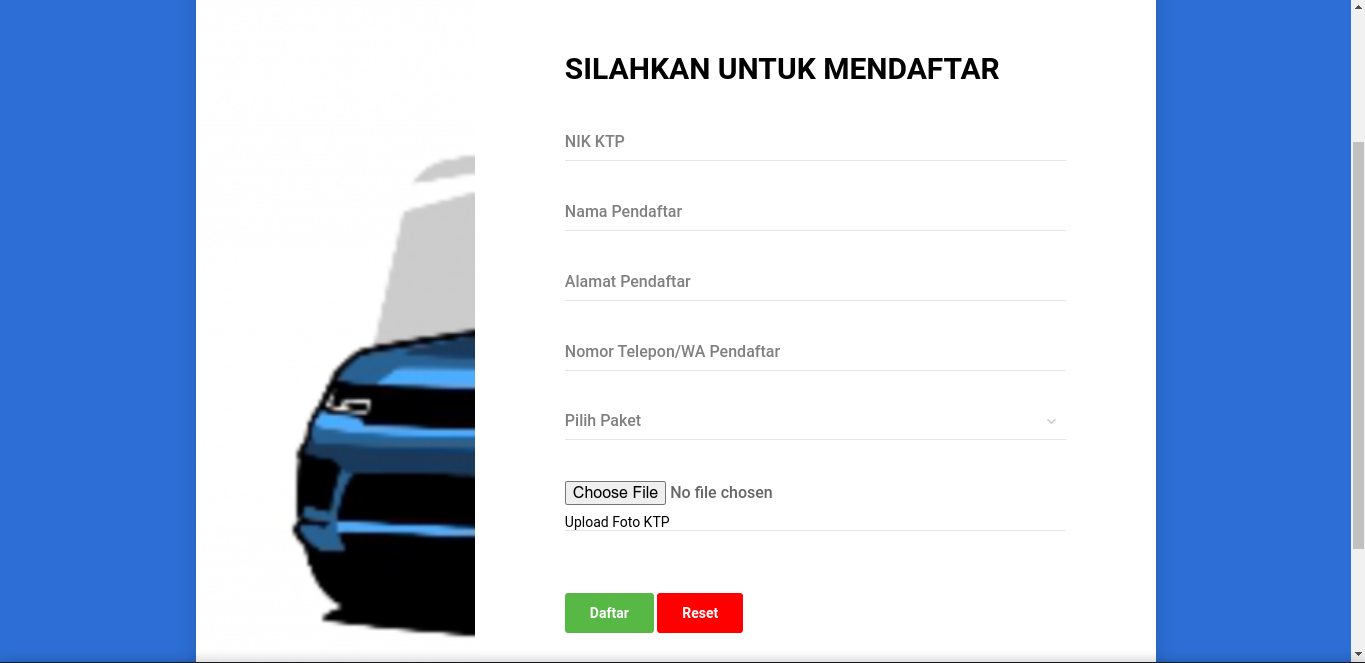 SILAHKAN UNTUK MENDAFTAR
NIK KTP
Nama Pendaftar
Alamat Pendaftar
Nomor Telepon/WA Pendaftar
Pilih Paket
Choose File No file chosen
Upload Foto KTP
Daftar Reset